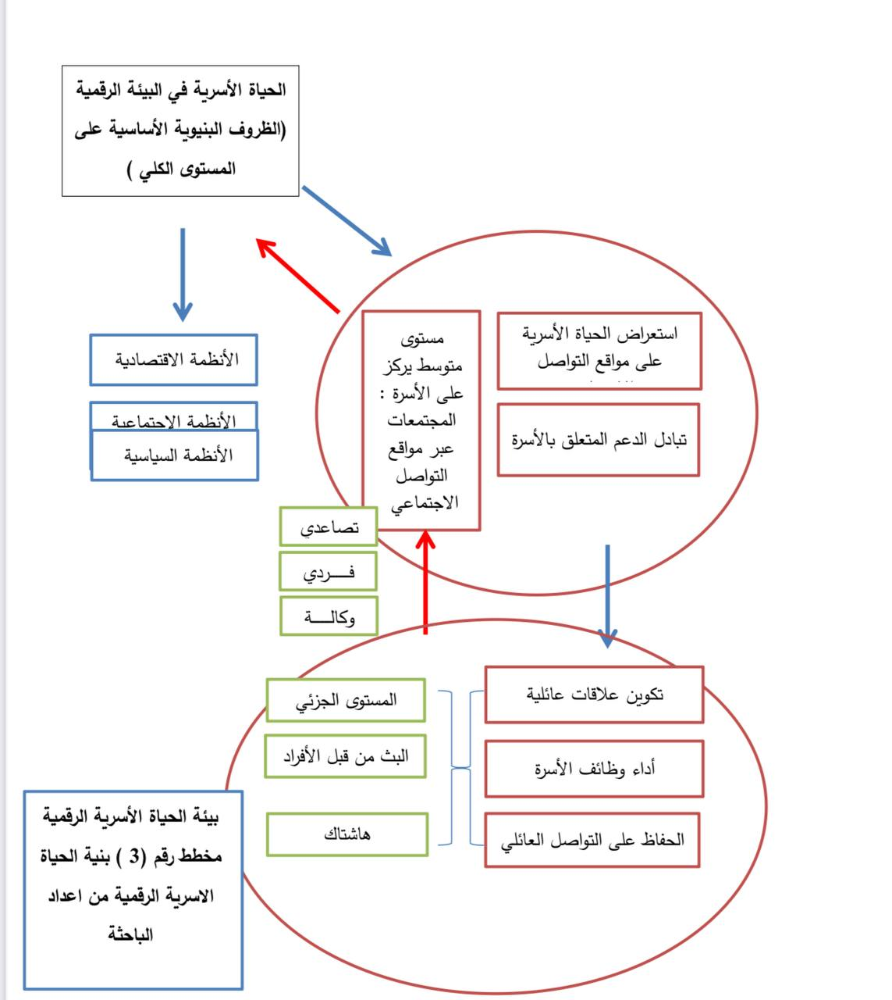 الحياة الأسرية في البيئة الرقمية
(الظروف البنيوية الأساسية على
المستوى الكلي )
الأنظمة الاقتصادية
الأنظمة الاجتماعية
الأنظمة السياسية
استعراض الحياة الأسرية
على مواقع التواصل
تبادل الدعم المتعلق بالأسرة
مستوى
متوسط يركز
على الأسرة :
المجتمعات
عبر مواقع
التواصل
الاجتماعي
تصاعدي
فـــردي
وكالـــة
تكوين علاقات عائلية
أداء وظائف الأسرة
الحفاظ على التواصل العائلي
المستوى الجزئي
البث من قبل الأفراد
هاشتاك
بيئة الحياة الأسرية الرقمية
مخطط رقم (3 ) بنية الحياة
الاسرية الرقمية من اعداد
الباحثة